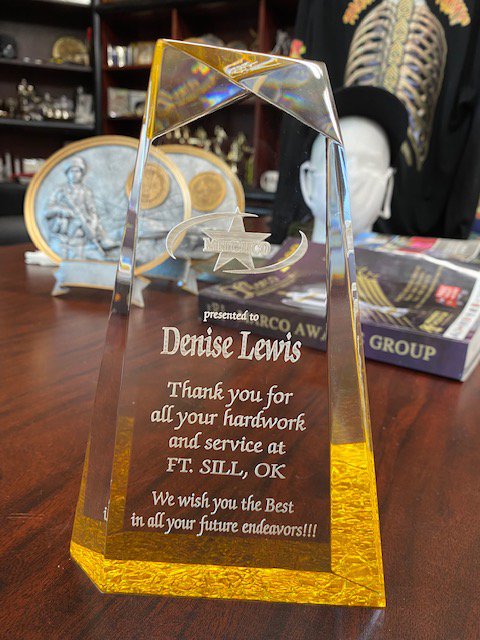 presented to
Denise Lewis
Thank you for
all your hardwork
and service at
FT. SILL, OK
We wish you the Best
in all your future endeavors!!!
GROUP